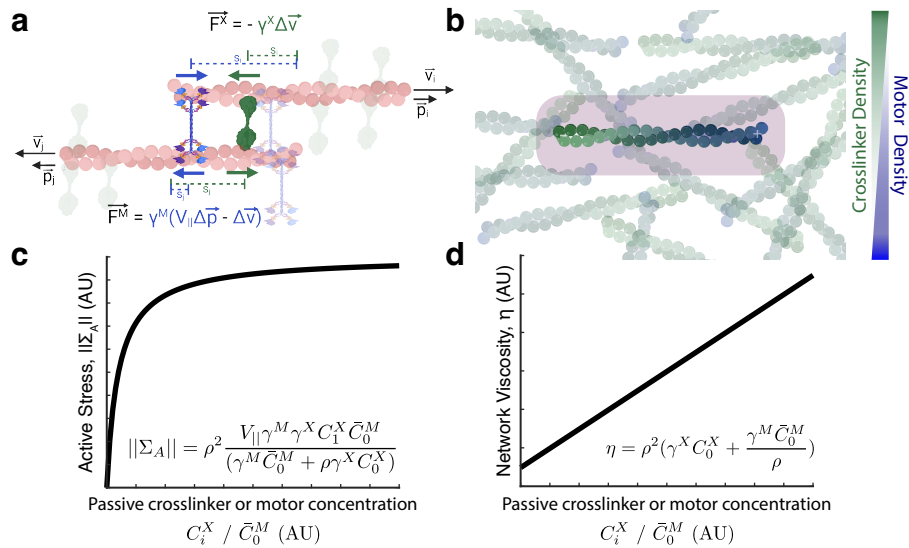 a
F^X = - γ^X Δv
s_i
s_i
v_i
p_i
v_j
p_j
s_j
s_j
F^M = γ^M(V_||Δp - Δv)
b
Crosslinker Density
Motor Density
c
Active Stress, ||Σ_A|| (AU)
||Σ_A|| = ρ² V_|| γ^M γ^X C_1^X C̄_0^M / (γ^M C̄_0^M + ργ^X C_0^X)
Passive crosslinker or motor concentration
C_i^X / C̄_0^M (AU)
d
Network Viscosity, η (AU)
η = ρ²(γ^X C_0^X + γ^M C̄_0^M / ρ)
Passive crosslinker or motor concentration
C_i^X / C̄_0^M (AU)